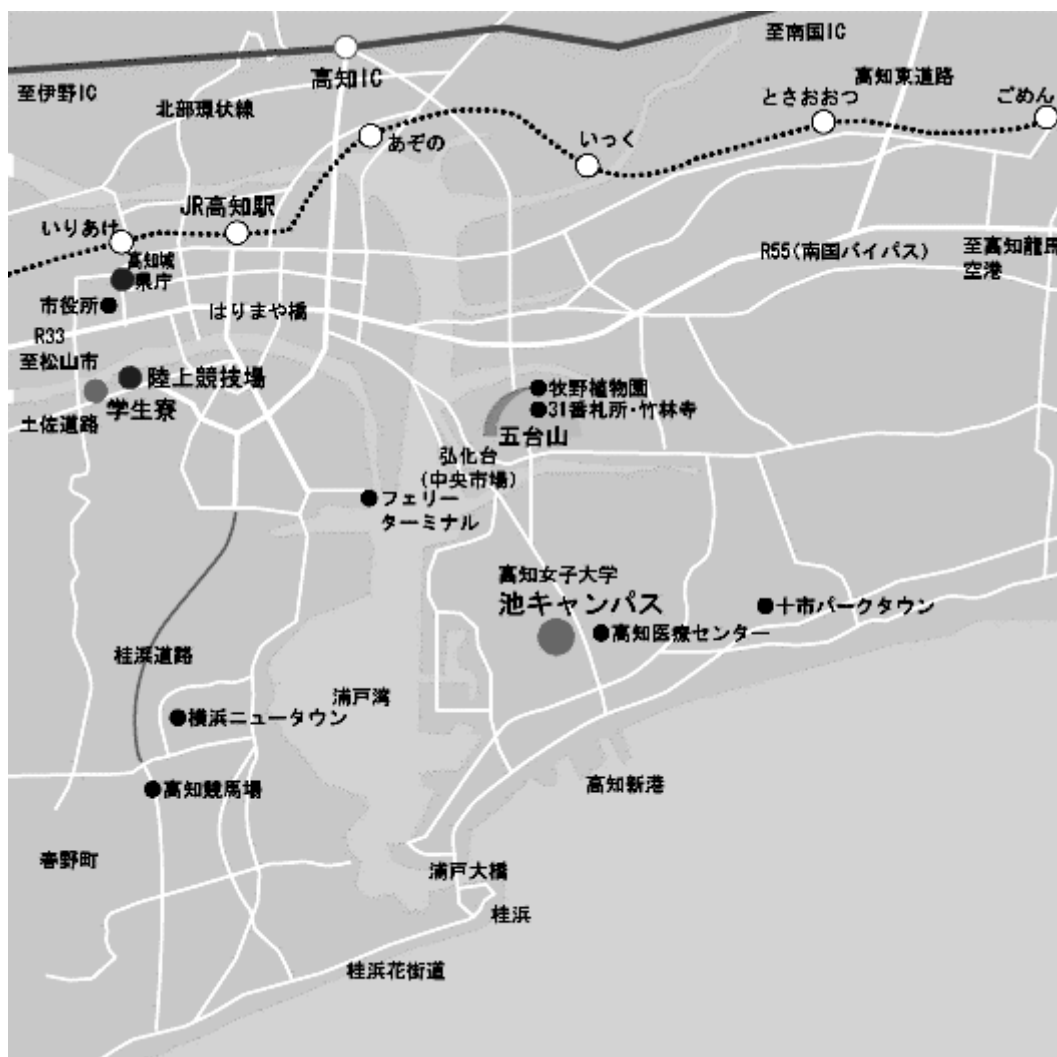 至南国IC
高知IC
至伊野IC
高知東道路
北部環状線
とさおおつ
ごめん
あぞの
いっく
JR高知駅
いりあけ
高知城
県庁
R55(南国バイパス)
至高知龍馬
空港
市役所
はりまや橋
R33
至松山市
陸上競技場
牧野植物園
学生寮
31番札所・竹林寺
土佐道路
五台山
弘化台
(中央市場)
フェリー
ターミナル
高知女子大学
池キャンパス
十市パークタウン
高知医療センター
桂浜道路
浦戸湾
横浜ニュータウン
高知新港
高知競馬場
春野町
浦戸大橋
桂浜
桂浜花街道